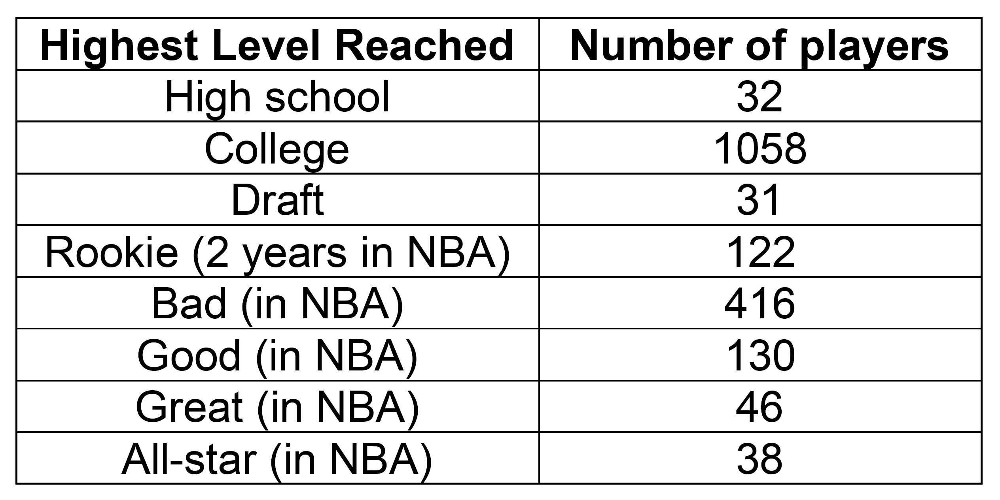 Highest Level Reached Number of players
High school 32
College 1058
Draft 31
Rookie (2 years in NBA) 122
Bad (in NBA) 416
Good (in NBA) 130
Great (in NBA) 46
All-star (in NBA) 38